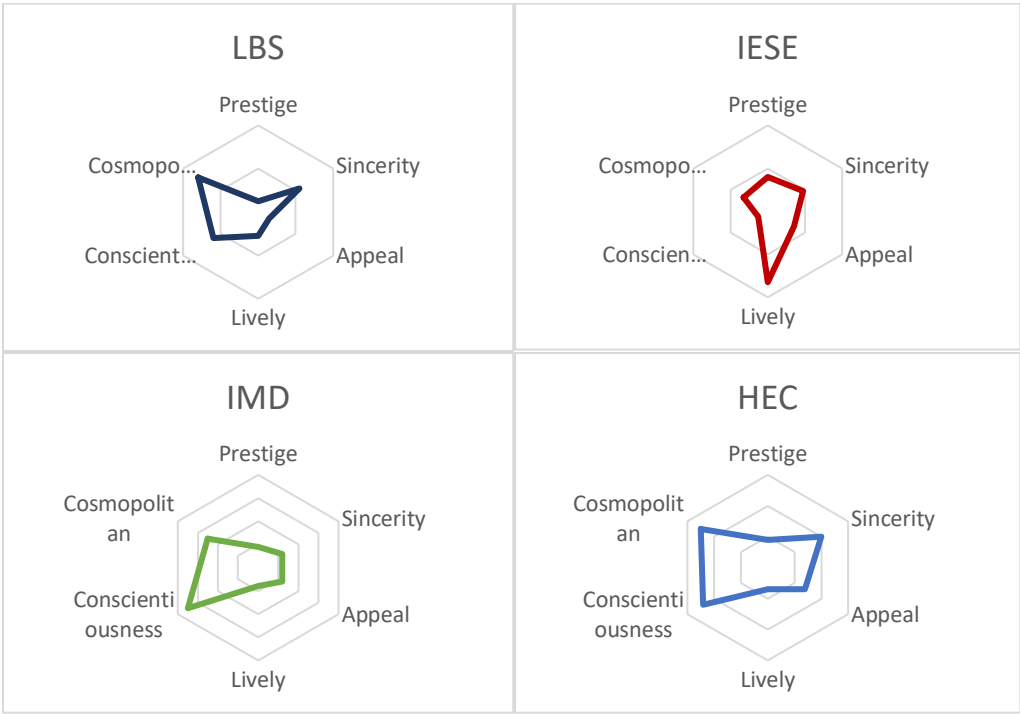 LBS
Prestige
Cosmopo...
Sincerity
Conscient...
Appeal
Lively
IESE
Prestige
Cosmopo...
Sincerity
Conscien...
Appeal
Lively
IMD
Prestige
Cosmopolit
an
Sincerity
Conscienti
ousness
Appeal
Lively
HEC
Prestige
Cosmopolit
an
Sincerity
Conscienti
ousness
Appeal
Lively